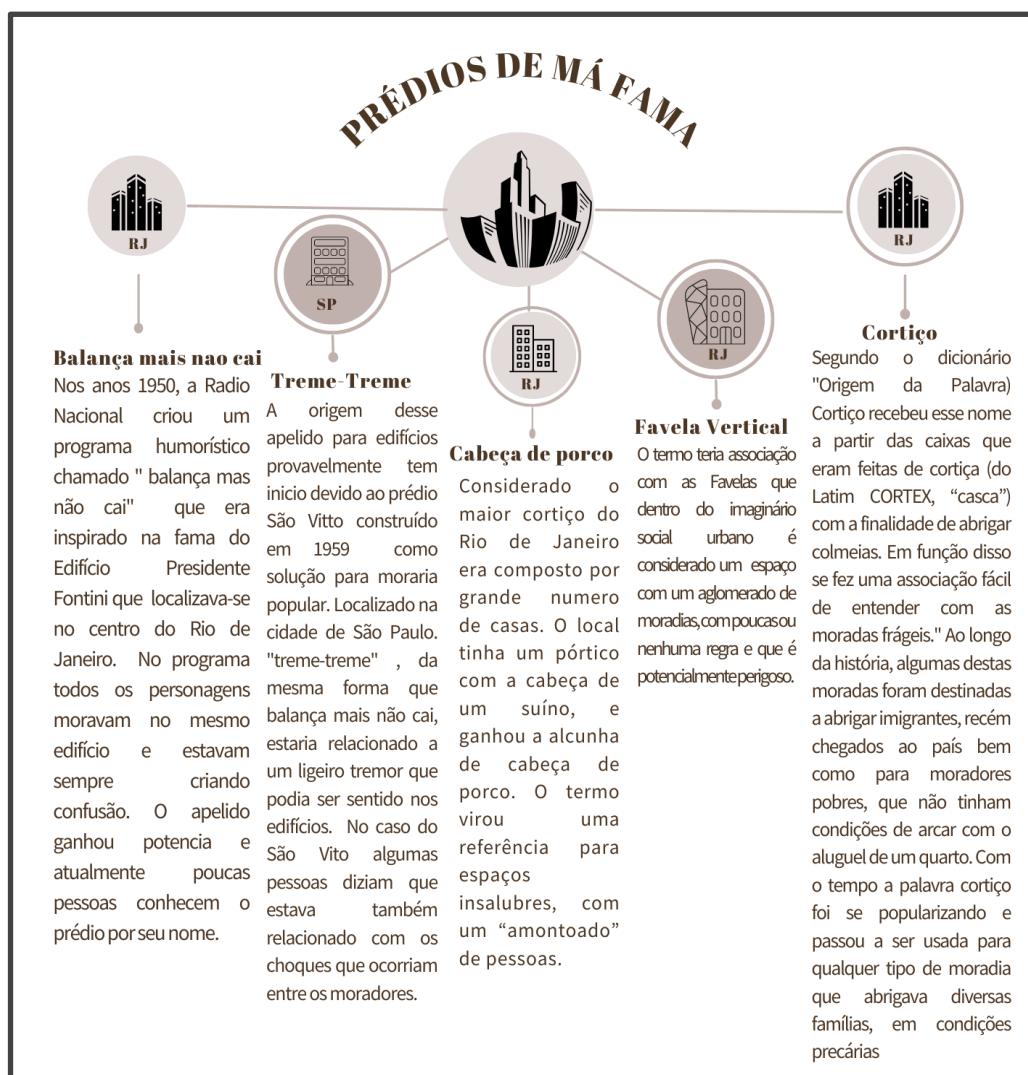 PRÉDIOS DE MÁ FAMA
RJ
Balança mais nao cai
Nos anos 1950, a Radio
Nacional criou um
programa humorístico
chamado " balança mas
não cai" que era
inspirado na fama do
Edifício Presidente
Fontini que localizava-se
no centro do Rio de
Janeiro. No programa
todos os personagens
moravam no mesmo
edifício e estavam
sempre criando
confusão. O apelido
ganhou potencia e
atualmente poucas
pessoas conhecem o
prédio por seu nome.
SP
Treme-Treme
A origem desse
apelido para edifícios
provavelmente tem
inicio devido ao prédio
São Vitto construído
em 1959 como
solução para moraria
popular. Localizado na
cidade de São Paulo.
"treme-treme" , da
mesma forma que
balança mais não cai,
estaria relacionado a
um ligeiro tremor que
podia ser sentido nos
edifícios. No caso do
São Vito algumas
pessoas diziam que
estava também
relacionado com os
choques que ocorriam
entre os moradores.
RJ
Cabeça de porco
Considerado o
maior cortiço do
Rio de Janeiro
era composto por
grande numero
de casas. O local
tinha um pórtico
com a cabeça de
um suíno, e
ganhou a alcunha
de cabeça de
porco. O termo
virou uma
referência para
espaços
insalubres, com
um “amontoado”
de pessoas.
RJ
Favela Vertical
O termo teria associação
com as Favelas que
dentro do imaginário
social urbano é
considerado um espaço
com um aglomerado de
moradias, com poucas ou
nenhuma regra e que é
potencialmente perigoso.
RJ
Cortiço
Segundo o dicionário
"Origem da Palavra)
Cortiço recebeu esse nome
a partir das caixas que
eram feitas de cortiça (do
Latim CORTEX, “casca”)
com a finalidade de abrigar
colmeias. Em função disso
se fez uma associação fácil
de entender com as
moradas frágeis." Ao longo
da história, algumas destas
moradas foram destinadas
a abrigar imigrantes, recém
chegados ao país bem
como para moradores
pobres, que não tinham
condições de arcar com o
aluguel de um quarto. Com
o tempo a palavra cortiço
foi se popularizando e
passou a ser usada para
qualquer tipo de moradia
que abrigava diversas
famílias, em condições
precárias